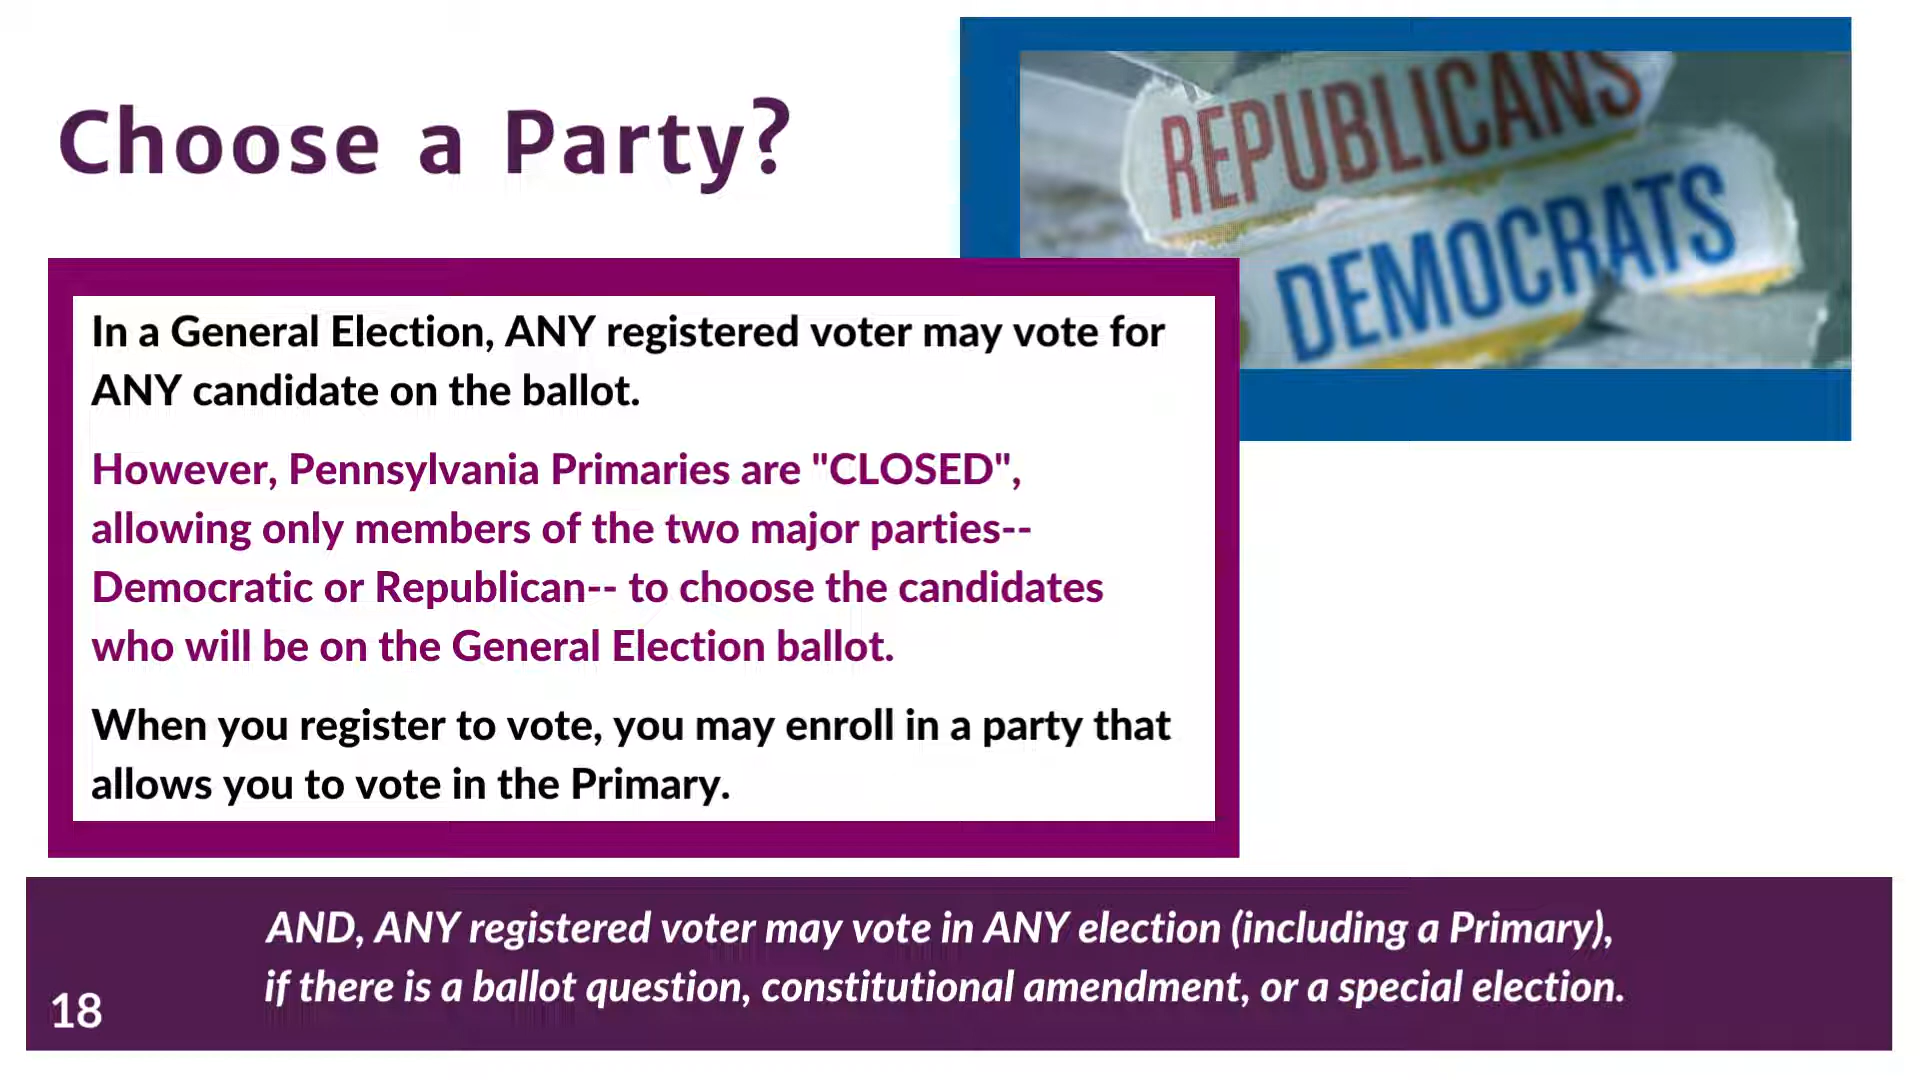 Choose a Party?
REPUBLICANS
DEMOCRATS
In a General Election, ANY registered voter may vote for
ANY candidate on the ballot.
However, Pennsylvania Primaries are "CLOSED",
allowing only members of the two major parties--
Democratic or Republican-- to choose the candidates
who will be on the General Election ballot.
When you register to vote, you may enroll in a party that
allows you to vote in the Primary.
AND, ANY registered voter may vote in ANY election (including a Primary),
if there is a ballot question, constitutional amendment, or a special election.
18